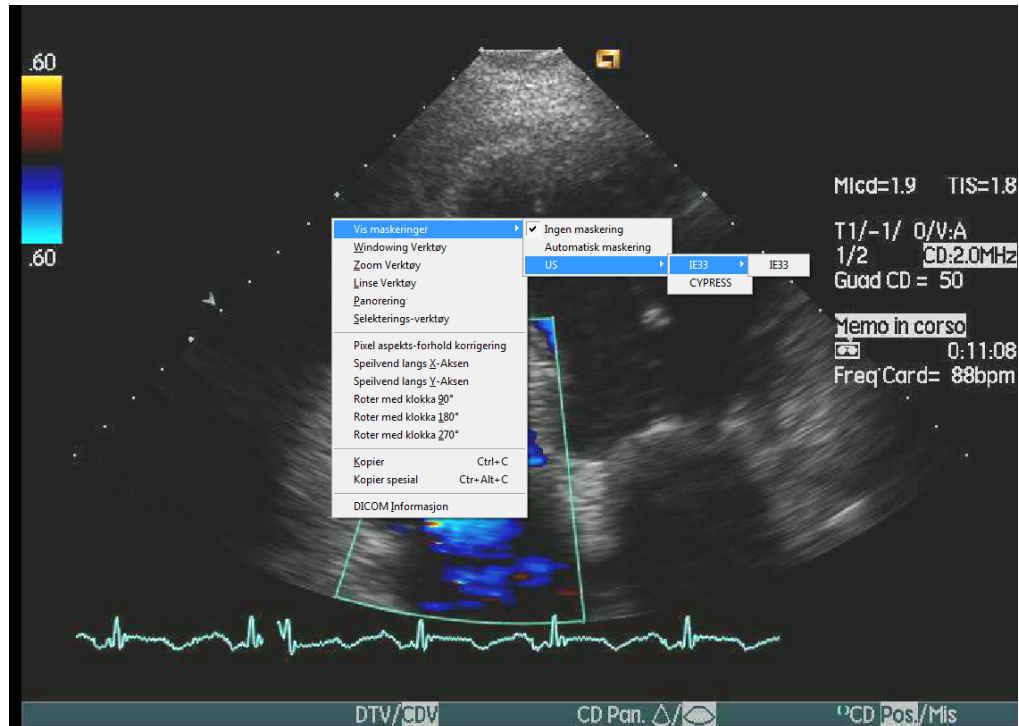 .60
.60
MIcd=1.9 TIS=1.8
T1/-1/ 0/V:A
1/2 CD:2.0MHz
Guad CD = 50
Memo in corso
0:11:08
Freq Card= 88bpm
Vis maskeringer
Windowing Verktøy
Zoom Verktøy
Linse Verktøy
Panorering
Selekterings-verktøy
Pixel aspekts-forhold korrigering
Speilvend langs X-Aksen
Speilvend langs Y-Aksen
Roter med klokka 90°
Roter med klokka 180°
Roter med klokka 270°
Kopier Ctrl+C
Kopier spesial Ctr+Alt+C
DICOM Informasjon
Ingen maskering
Automatisk maskering
US
IE33
CYPRESS
IE33
DTV/CDV CD Pan. CD Pos./Mis